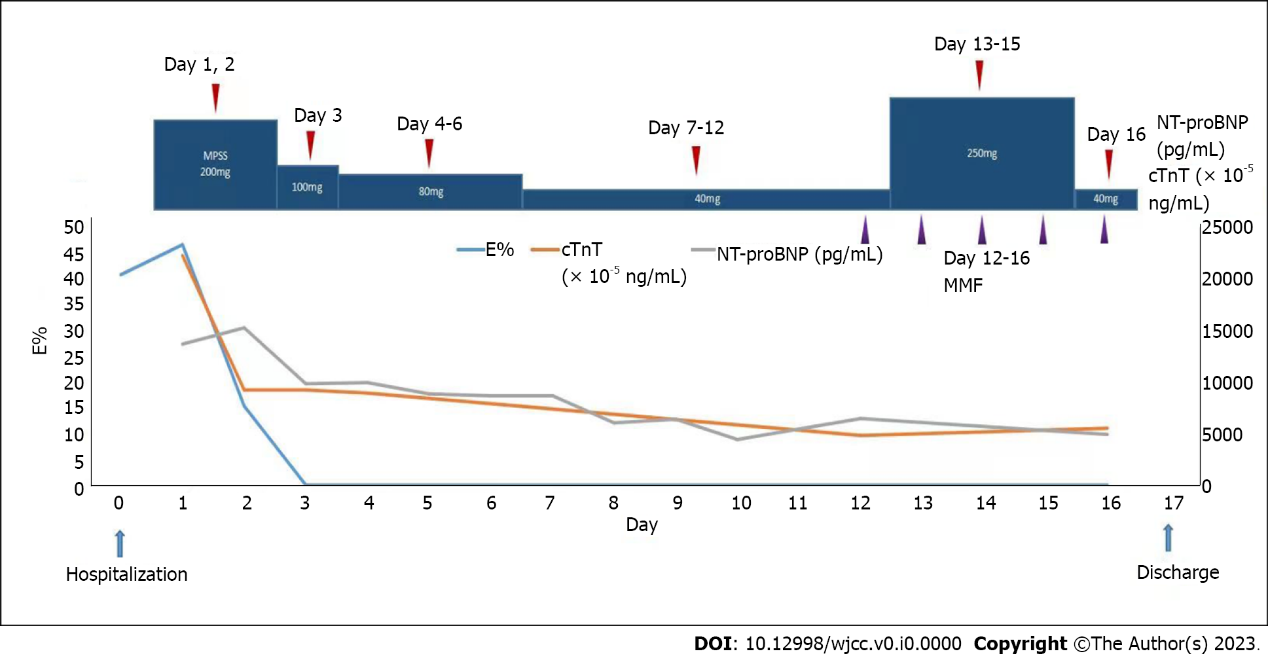 Day 13-15
Day 1, 2
Day 3
Day 4-6
Day 7-12
Day 16
NT-proBNP
(pg/mL)
cTnT (× 10⁻⁵
ng/mL)
MPSS
200mg
100mg
80mg
40mg
250mg
40mg
E%
cTnT
(× 10⁻⁵ ng/mL)
NT-proBNP (pg/mL)
Day 12-16
MMF
50
45
40
35
30
25
20
15
10
5
0
E%
25000
20000
15000
10000
5000
0
0 1 2 3 4 5 6 7 8 9 10 11 12 13 14 15 16 17
Day
Hospitalization
Discharge
DOI: 10.12998/wjcc.v0.i0.0000 Copyright ©The Author(s) 2023.